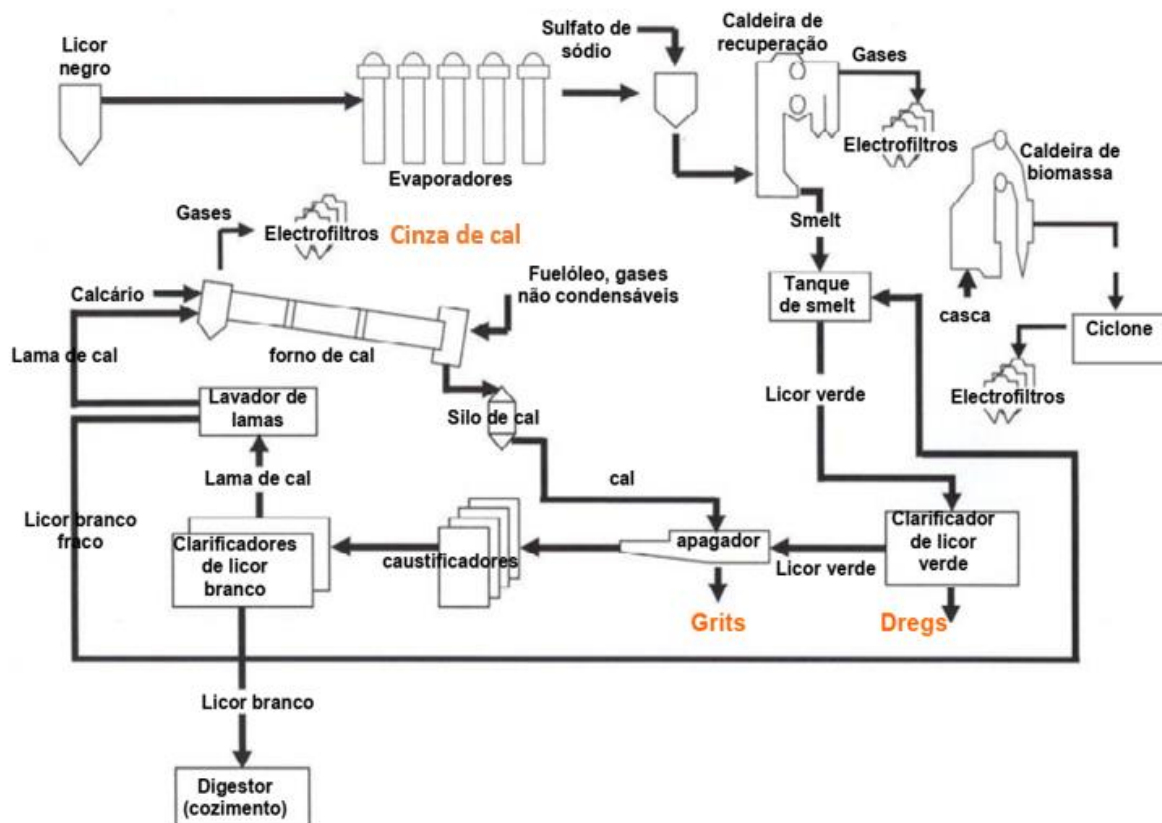 Licor
negro
Sulfato de
sódio
Caldeira de
recuperação
Gases
Electrofiltros
Evaporadores
Caldeira de
biomassa
Gases
Electrofiltros
Cinza de cal
Smelt
Calcário
Fuelóleo, gases
não condensáveis
Tanque
de smelt
casca
Ciclone
Lama de cal
forno de cal
Licor verde
Electrofiltros
Lavador de
lamas
Silo de cal
Lama de cal
cal
Licor branco
fraco
Clarificadores
de licor
branco
caustificadores
apagador
Licor verde
Clarificador
de licor
verde
Grits
Dregs
Licor branco
Digestor
(cozimento)